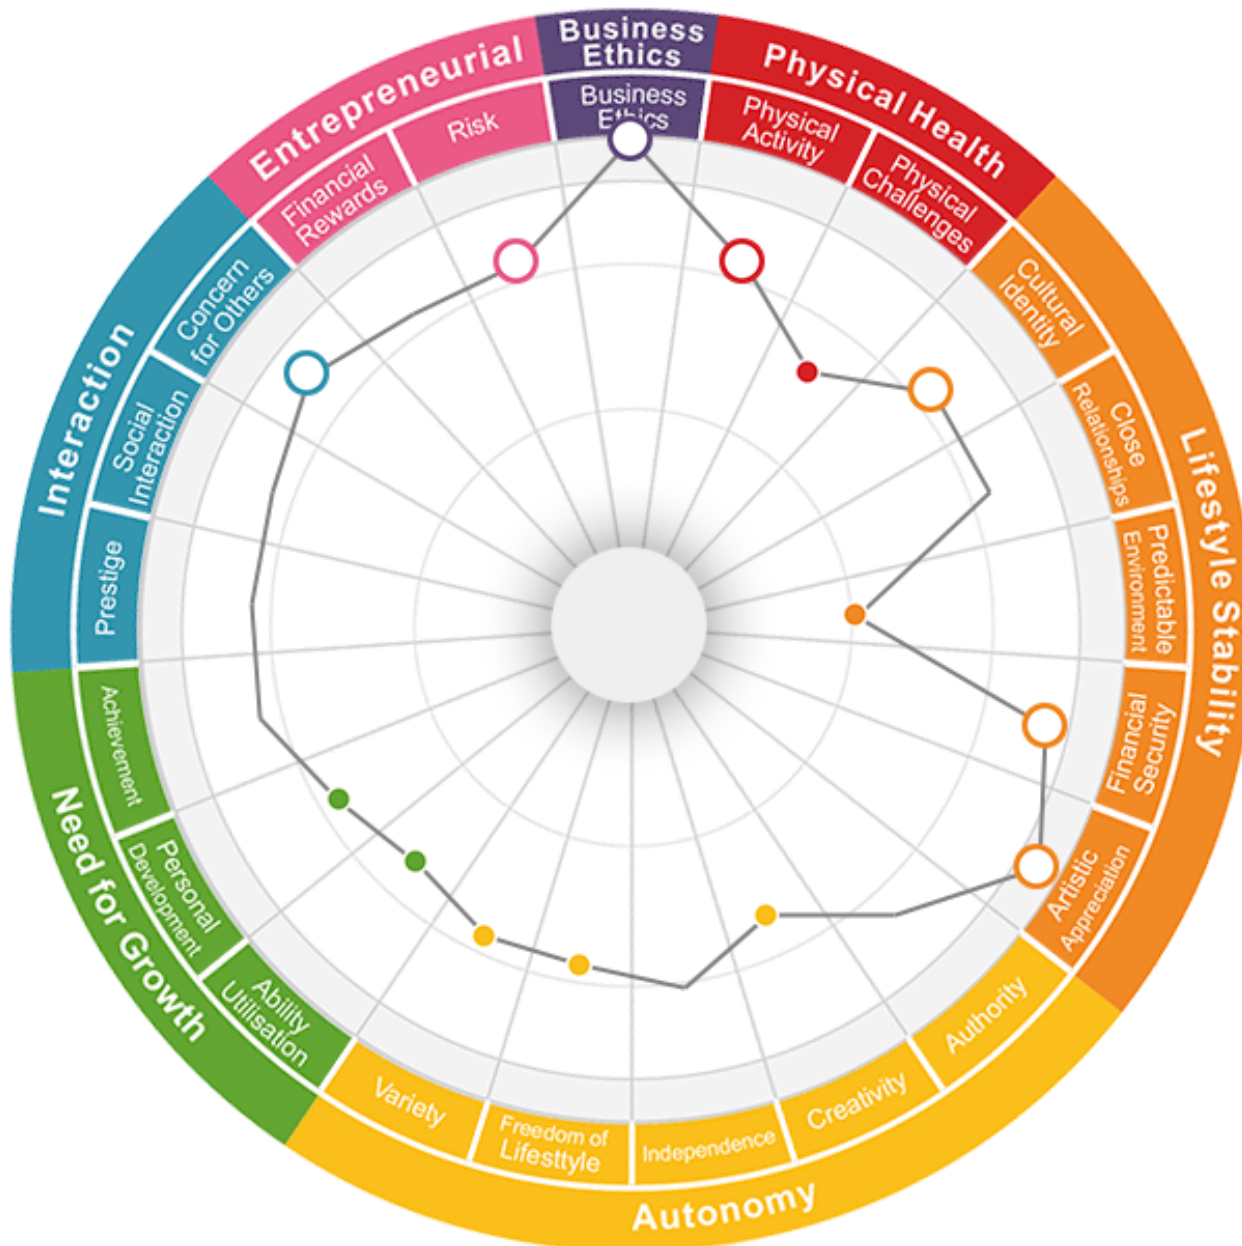 Business
Ethics
Physical Health
Lifestyle Stability
Autonomy
Need for Growth
Interaction
Entrepreneurial
Business
Ethics
Physical
Activity
Physical
Challenges
Cultural
Identity
Close
Relationships
Predictable
Environment
Financial
Security
Artistic
Appreciation
Authority
Creativity
Independence
Freedom of
Lifesttyle
Variety
Ability
Utilisation
Personal
Development
Achievement
Prestige
Social
Interaction
Concern
for Others
Financial
Rewards
Risk